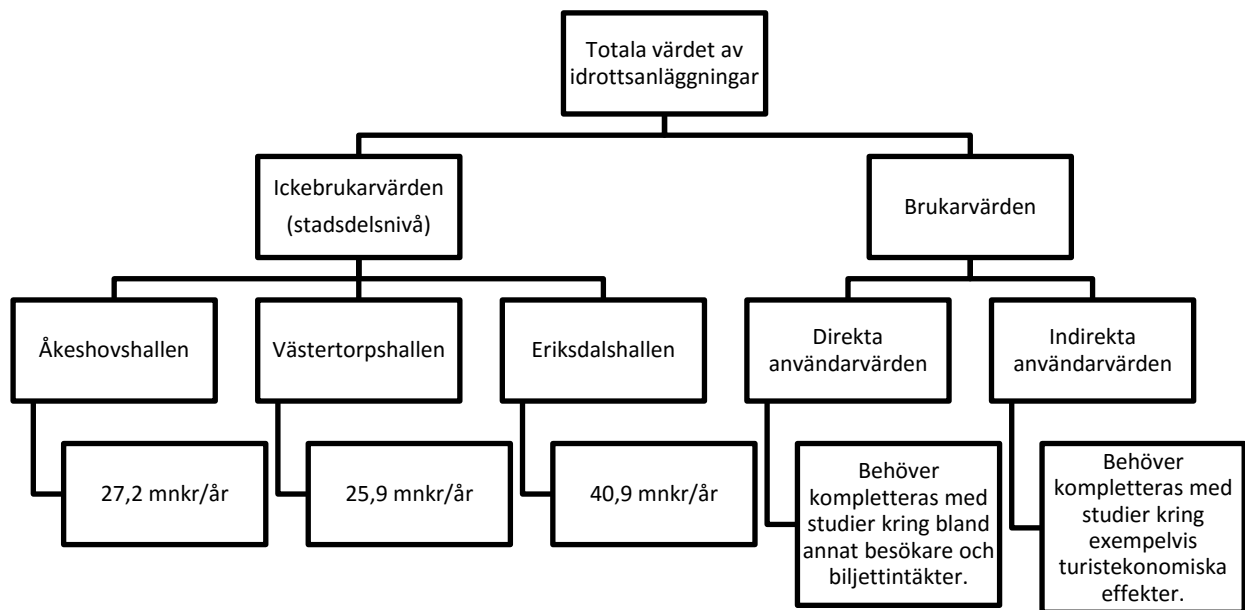 Totala värdet av
idrottsanläggningar
Ickebrukarvärden
(stadsdelsnivå)
Brukarvärden
Åkeshovshallen
Västertorpshallen
Eriksdalshallen
Direkta
användarvärden
Indirekta
användarvärden
27,2 mnkr/år
25,9 mnkr/år
40,9 mnkr/år
Behöver
kompletteras med
studier kring bland
annat besökare och
biljettintäkter.
Behöver
kompletteras med
studier kring
exempelvis
turistekonomiska
effekter.